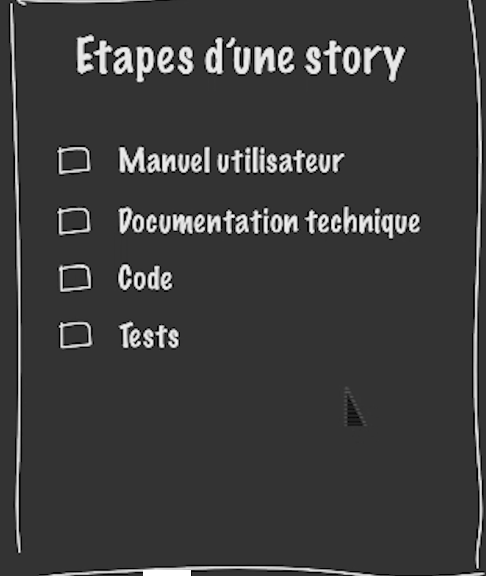 Etapes d'une story
Manuel utilisateur
Documentation technique
Code
Tests